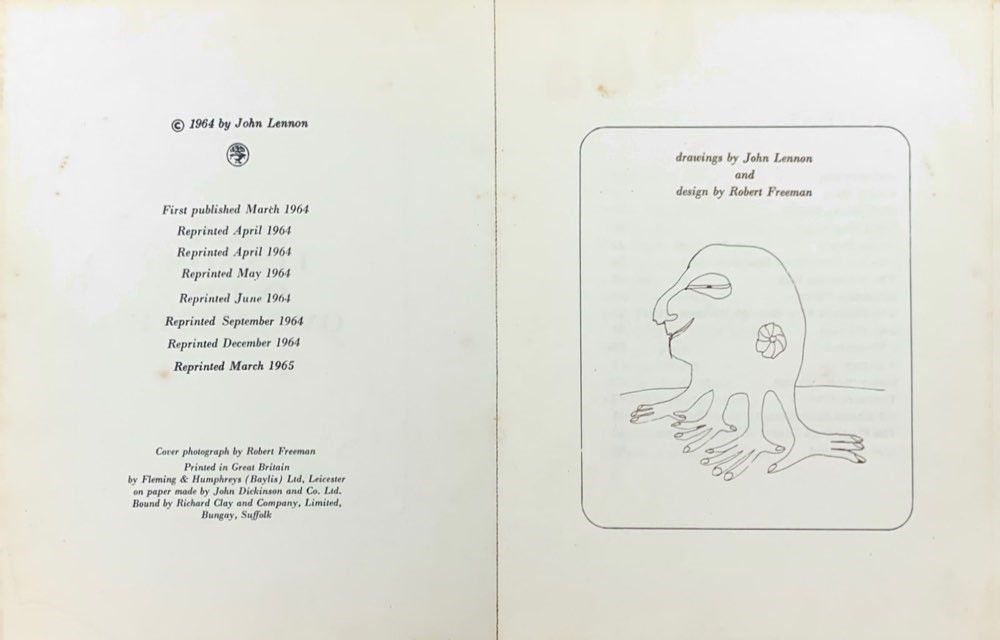 © 1964 by John Lennon
First published March 1964
Reprinted April 1964
Reprinted April 1964
Reprinted May 1964
Reprinted June 1964
Reprinted September 1964
Reprinted December 1964
Reprinted March 1965
Cover photograph by Robert Freeman
Printed in Great Britain
by Fleming & Humphreys (Baylis) Ltd, Leicester
on paper made by John Dickinson and Co. Ltd.
Bound by Richard Clay and Company, Limited,
Bungay, Suffolk
drawings by John Lennon
and
design by Robert Freeman